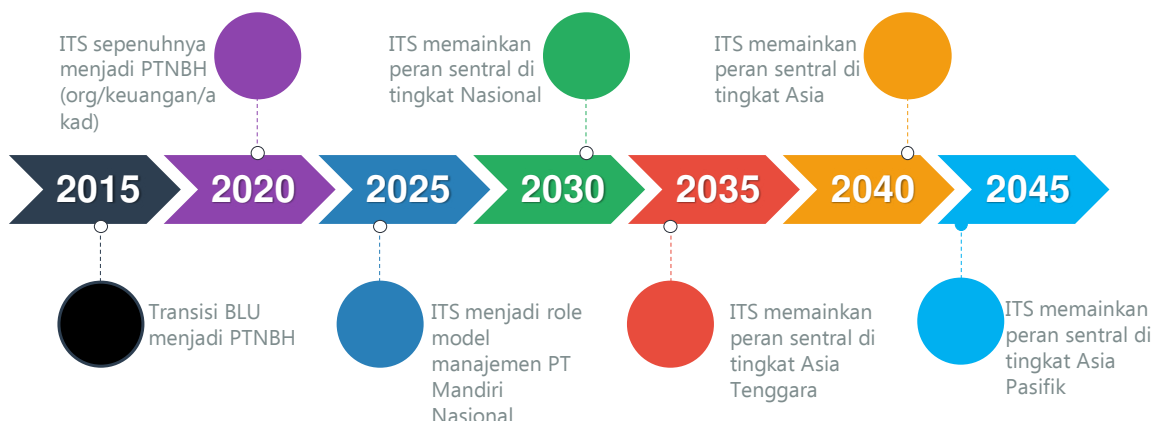 ITS sepenuhnya
menjadi PTNBH
(org/keuangan/a
kad)
ITS memainkan
peran sentral di
tingkat Nasional
ITS memainkan
peran sentral di
tingkat Asia
2015
2020
2025
2030
2035
2040
2045
Transisi BLU
menjadi PTNBH
ITS menjadi role
model
manajemen PT
Mandiri
Nasional
ITS memainkan
peran sentral di
tingkat Asia
Tenggara
ITS memainkan
peran sentral di
tingkat Asia
Pasifik